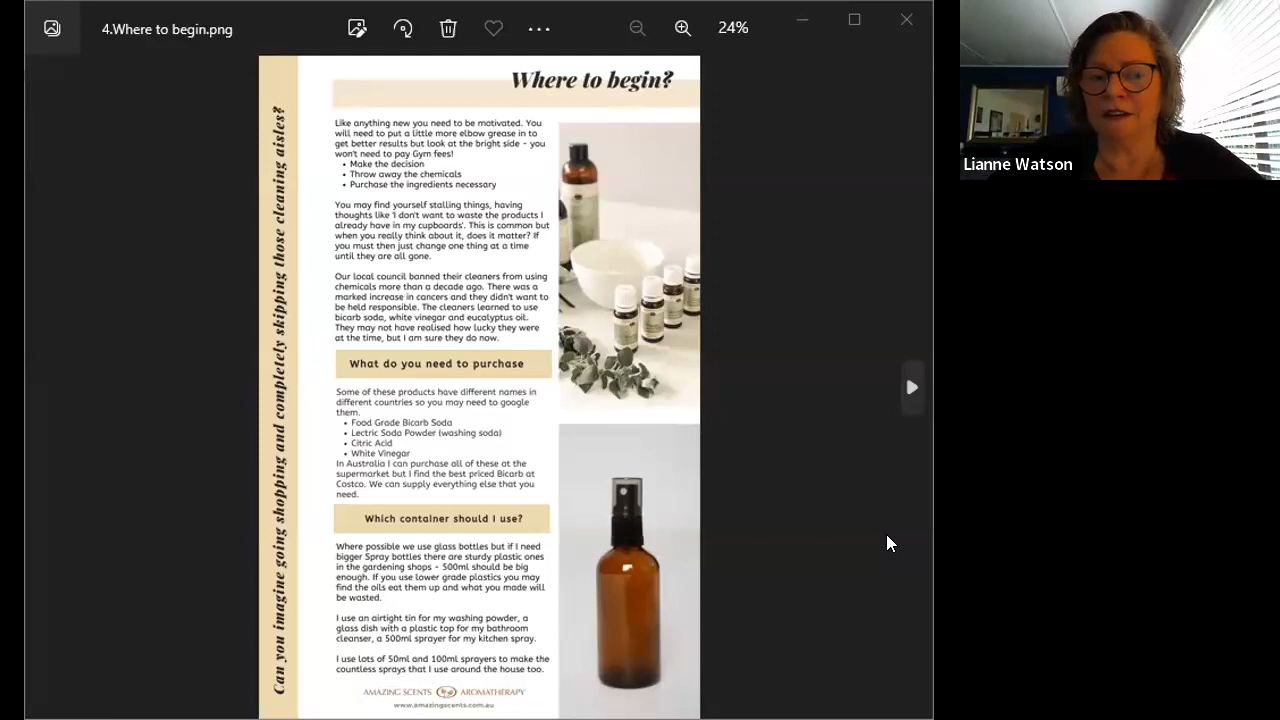 4.Where to begin.png
24%
Lianne Watson
Can you imagine going shopping and completely skipping those cleaning aisles?
Where to begin?
Like anything new you need to be motivated. You
will need to put a little more elbow grease in to
get better results but look at the bright side - you
won't need to pay Gym fees!
• Make the decision
• Throw away the chemicals
• Purchase the ingredients necessary
You may find yourself stalling things, having
thoughts like 'I don't want to waste the products I
already have in my cupboards'. This is common but
when you really think about it, does it matter? If
you must then just change one thing at a time
until they are all gone.
Our local council banned their cleaners from using
chemicals more than a decade ago. There was a
marked increase in cancers and they didn't want to
be held responsible. The cleaners learned to use
bicarb soda, white vinegar and eucalyptus oil.
They may not have realised how lucky they were
at the time, but I am sure they do now.
What do you need to purchase
Some of these products have different names in
different countries so you may need to google
them.
• Food Grade Bicarb Soda
• Lectric Soda Powder (washing soda)
• Citric Acid
• White Vinegar
In Australia I can purchase all of these at the
supermarket but I find the best priced Bicarb at
Costco. We can supply everything else that you
need.
Which container should I use?
Where possible we use glass bottles but if I need
bigger Spray bottles there are sturdy plastic ones
in the gardening shops - 500ml should be big
enough. If you use lower grade plastics you may
find the oils eat them up and what you made will
be wasted.
I use an airtight tin for my washing powder, a
glass dish with a plastic top for my bathroom
cleanser, a 500ml sprayer for my kitchen spray.
I use lots of 50ml and 100ml sprayers to make the
countless sprays that I use around the house too.
AMAZING SCENTS AROMATHERAPY
www.amazingscents.com.au